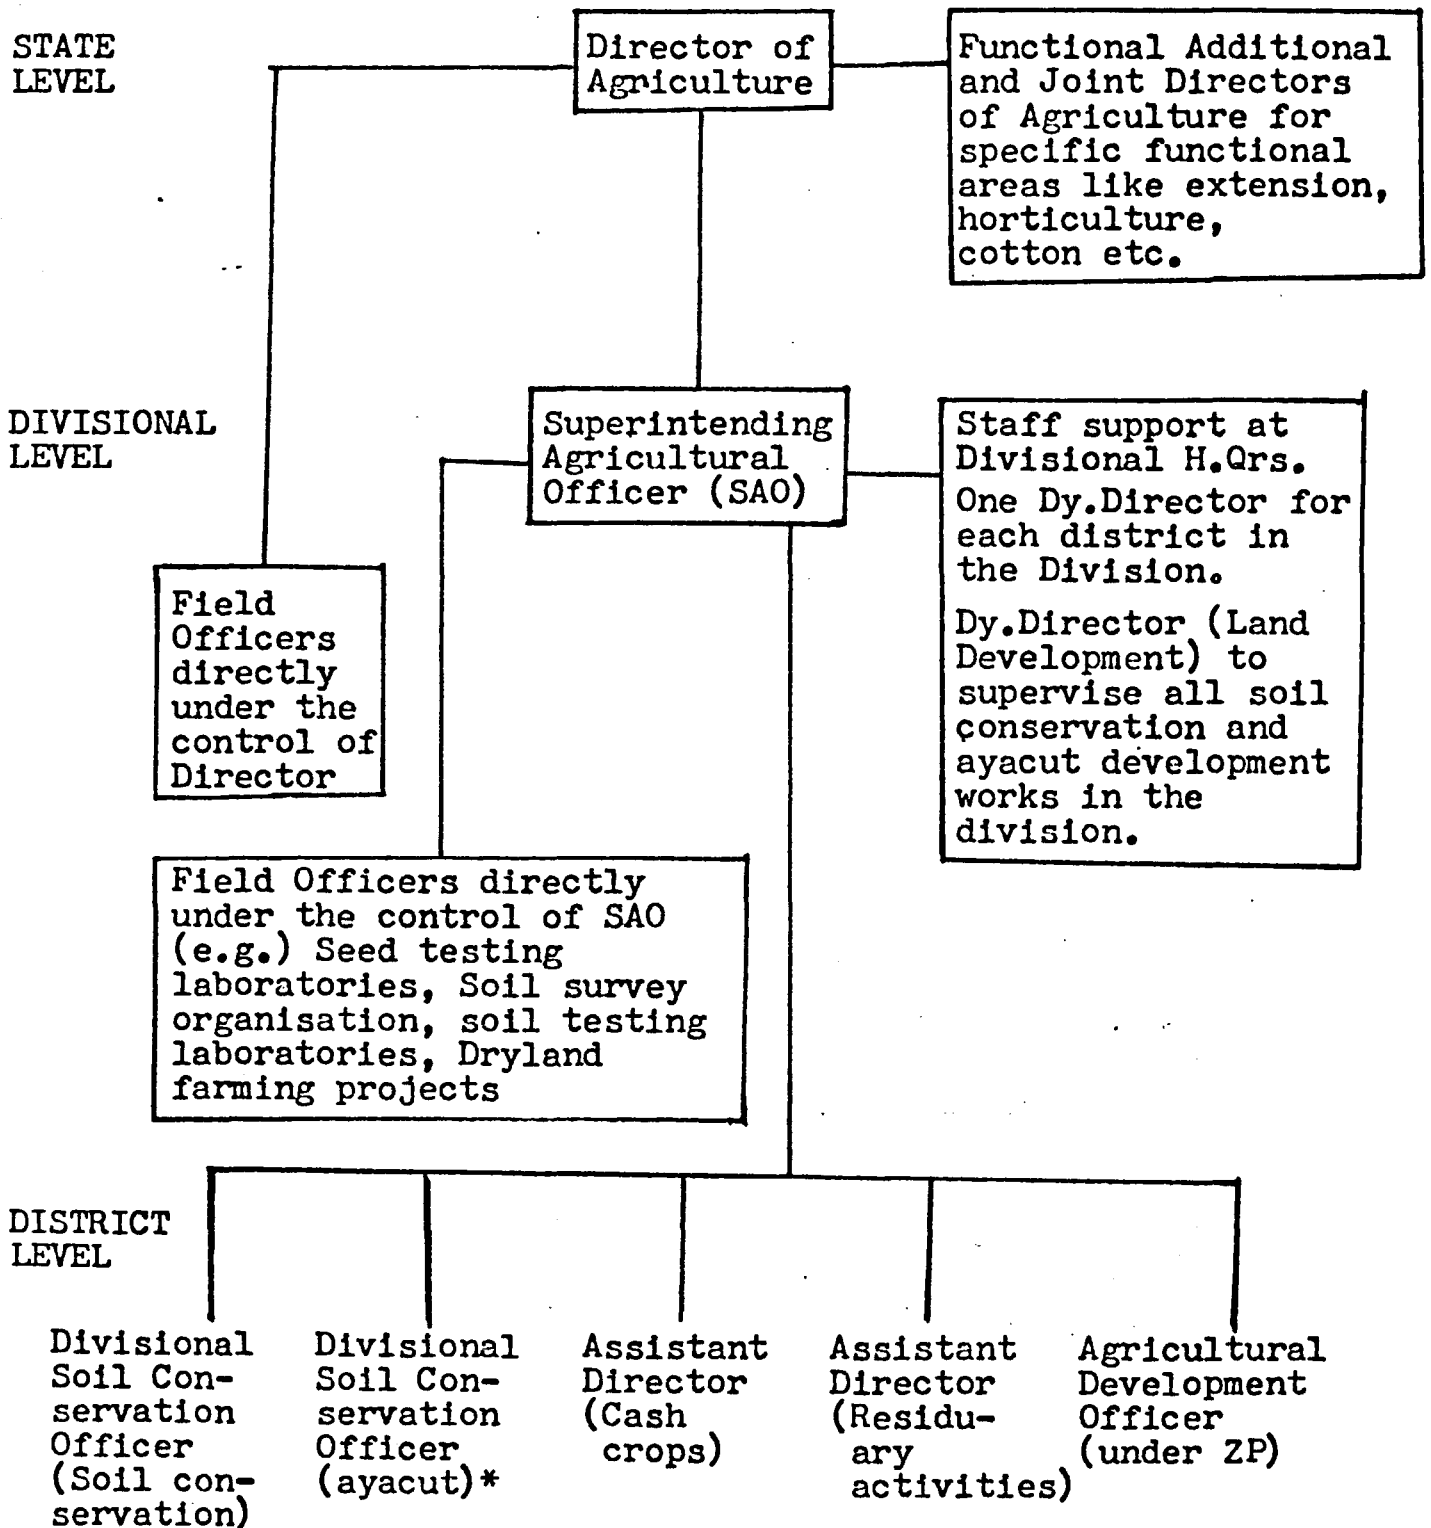 STATE
LEVEL
Director of
Agriculture
Functional Additional
and Joint Directors
of Agriculture for
specific functional
areas like extension,
horticulture,
cotton etc.
DIVISIONAL
LEVEL
Superintending
Agricultural
Officer (SAO)
Staff support at
Divisional H.Qrs.
One Dy.Director for
each district in
the Division.
Dy.Director (Land
Development) to
supervise all soil
conservation and
ayacut development
works in the
division.
Field
Officers
directly
under the
control of
Director
Field Officers directly
under the control of SAO
(e.g.) Seed testing
laboratories, Soil survey
organisation, soil testing
laboratories, Dryland
farming projects
DISTRICT
LEVEL
Divisional
Soil Con-
servation
Officer
(Soil con-
servation)
Divisional
Soil Con-
servation
Officer
(ayacut)*
Assistant
Director
(Cash
crops)
Assistant
Director
(Residu-
ary
activities)
Agricultural
Development
Officer
(under ZP)